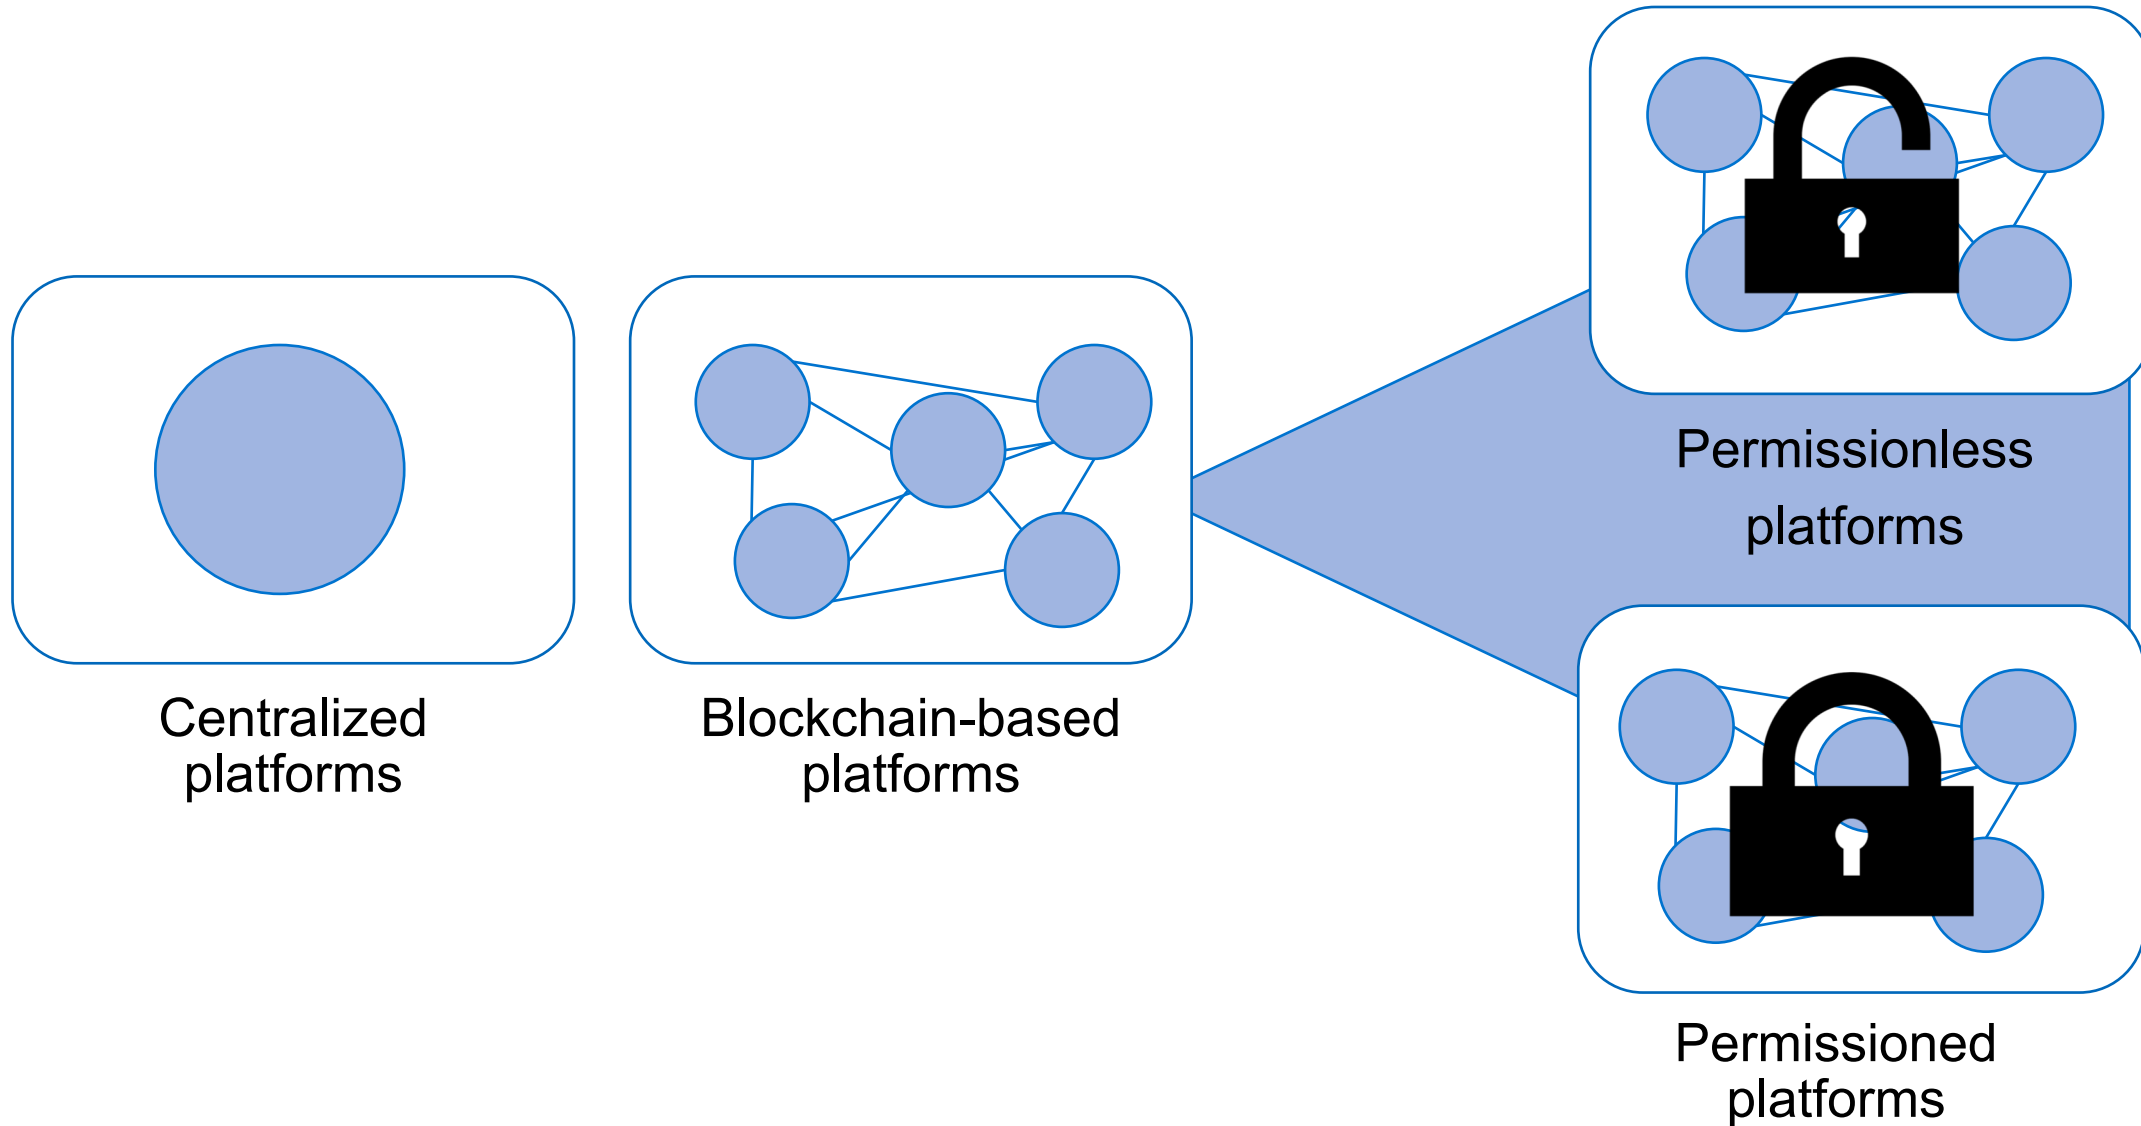 Centralized
platforms
Blockchain-based
platforms
Permissionless
platforms
Permissioned
platforms